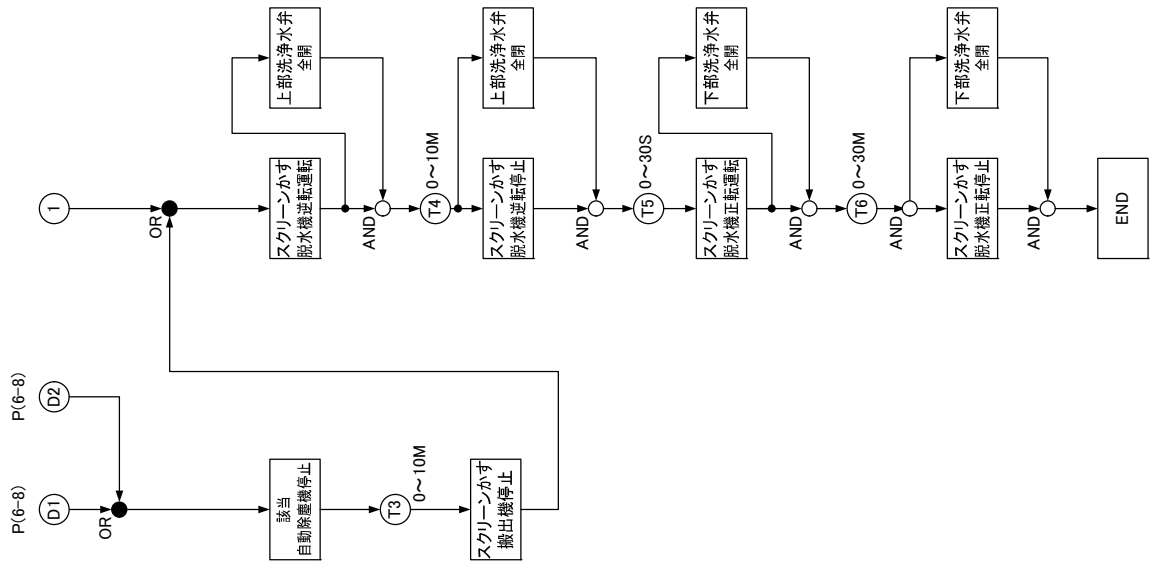 P(6-8)
D1
P(6-8)
D2
OR
該当
自動除塵機停止
T3
0～10M
スクリーンかす
搬出機停止
1
OR
スクリーンかす
脱水機逆転運転
上部洗浄水弁
全開
AND
T4
0～10M
スクリーンかす
脱水機逆転停止
上部洗浄水弁
全閉
AND
T5
0～30S
スクリーンかす
脱水機正転運転
下部洗浄水弁
全開
AND
T6
0～30M
AND
スクリーンかす
脱水機正転停止
下部洗浄水弁
全閉
AND
END